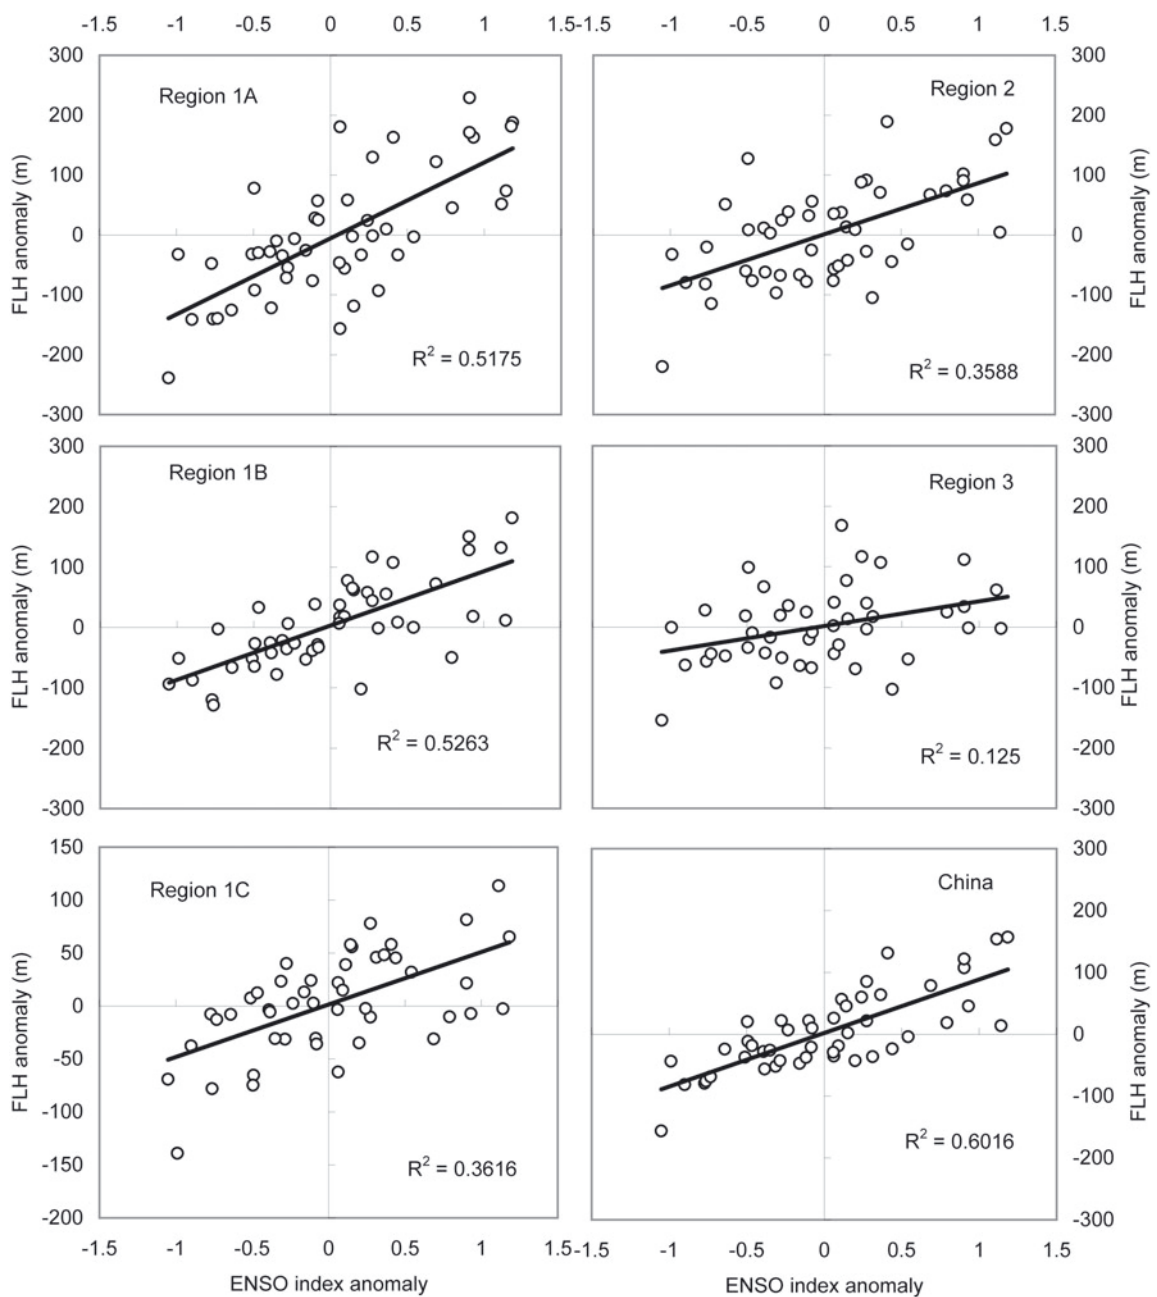 -1.5 -1 -0.5 0 0.5 1 1.5 -1.5 -1 -0.5 0 0.5 1 1.5
300
200
100
0
-100
-200
-300
FLH anomaly (m)
Region 1A
R² = 0.5175
Region 2
R² = 0.3588
300
200
100
0
-100
-200
-300
FLH anomaly (m)
300
200
100
0
-100
-200
-300
FLH anomaly (m)
Region 1B
R² = 0.5263
Region 3
R² = 0.125
300
200
100
0
-100
-200
-300
FLH anomaly (m)
150
100
50
0
-50
-100
-150
-200
FLH anomaly (m)
Region 1C
R² = 0.3616
China
R² = 0.6016
300
200
100
0
-100
-200
-300
FLH anomaly (m)
-1.5 -1 -0.5 0 0.5 1 1.5 -1.5 -1 -0.5 0 0.5 1 1.5
ENSO index anomaly ENSO index anomaly